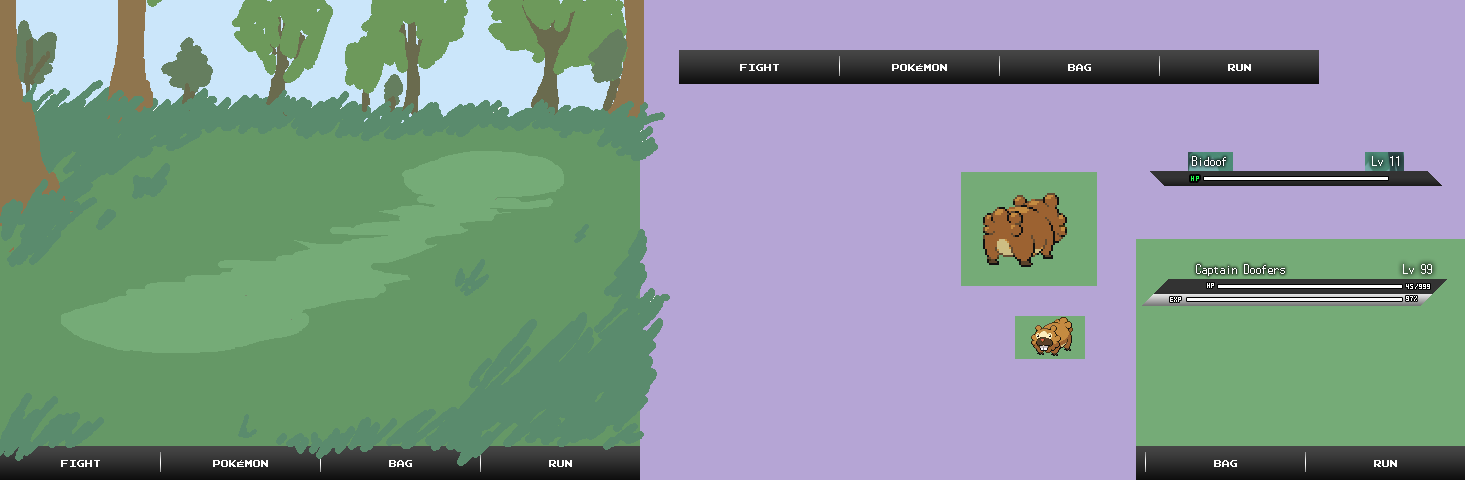 FIGHT POKéMON BAG RUN
Bidoof Lv 11
HP
Captain Doofers Lv 99
HP 45/999
EXP 97%
FIGHT POKéMON BAG RUN
BAG RUN